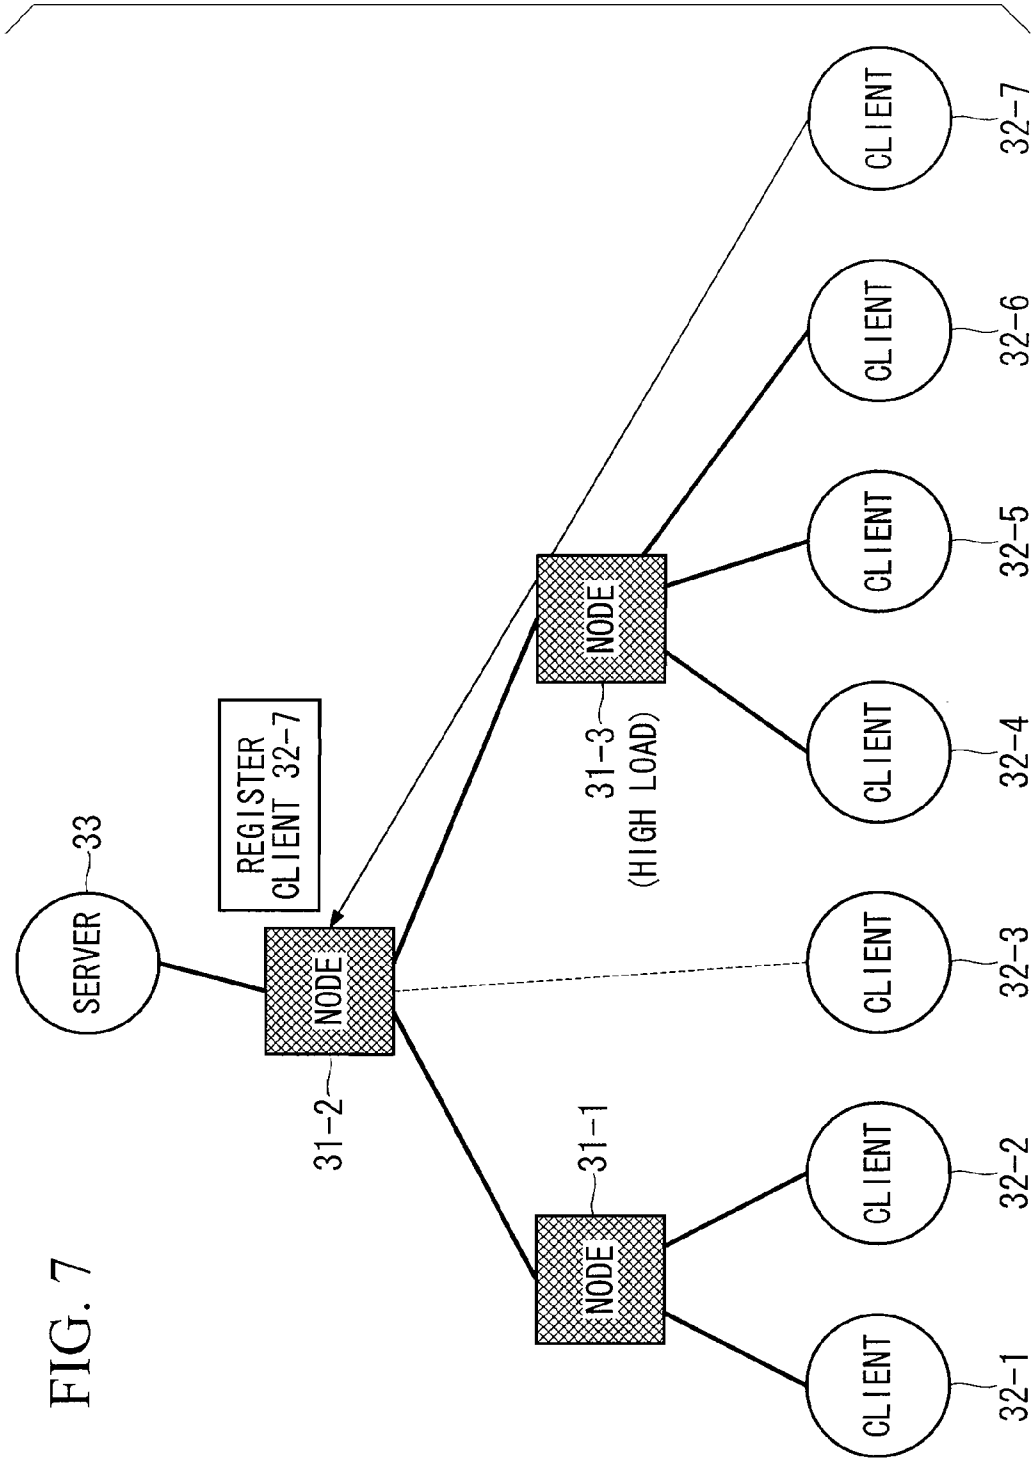 FIG. 7
SERVER
33
REGISTER
CLIENT 32-7
NODE
31-2
NODE
31-1
NODE
31-3
(HIGH LOAD)
CLIENT
32-1
CLIENT
32-2
CLIENT
32-3
CLIENT
32-4
CLIENT
32-5
CLIENT
32-6
CLIENT
32-7